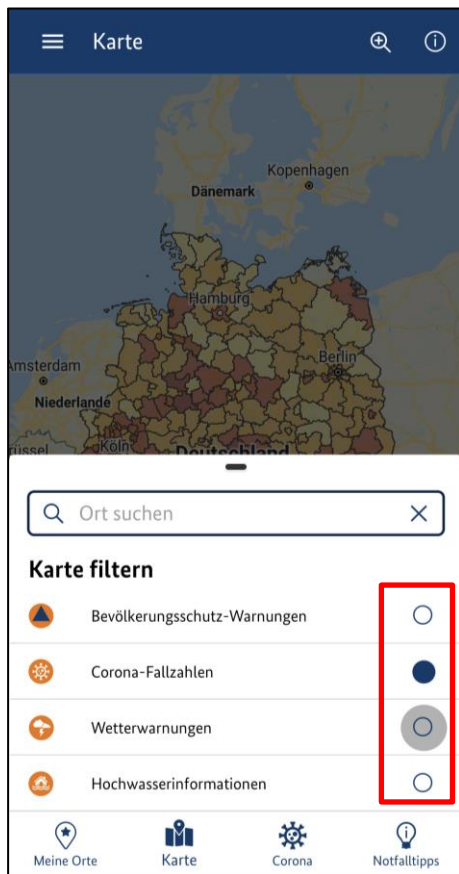 Karte
Kopenhagen
Dänemark
Hamburg
Berlin
Amsterdam
Niederlande
Köln
Deutschland
Ort suchen
Karte filtern
Bevölkerungsschutz-Warnungen
Corona-Fallzahlen
Wetterwarnungen
Hochwasserinformationen
Meine Orte
Karte
Corona
Notfalltipps